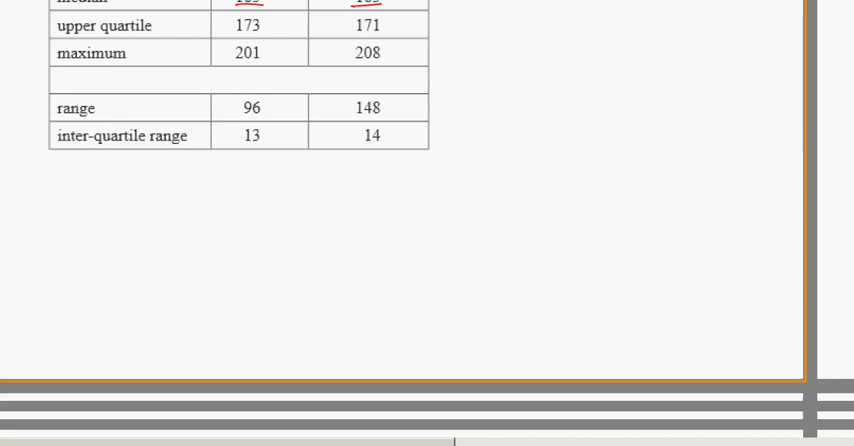 upper quartile 173 171
maximum 201 208
range 96 148
inter-quartile range 13 14